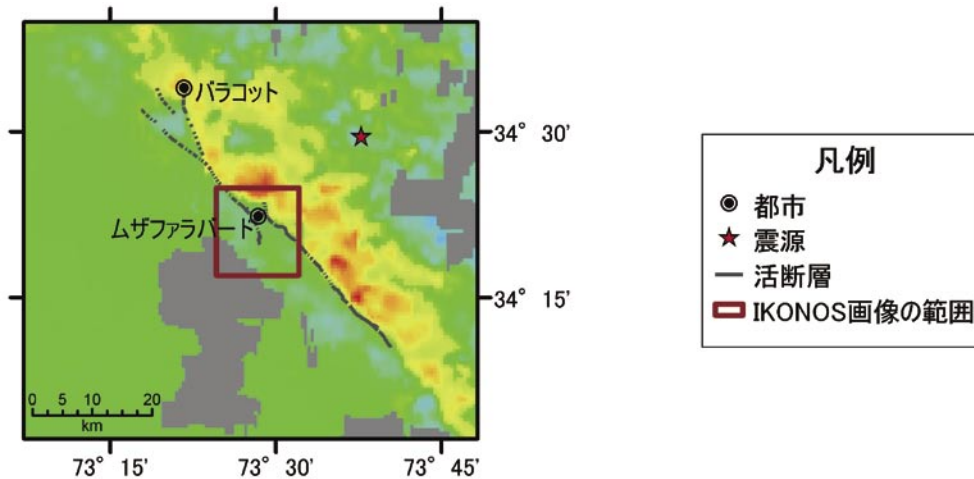 バラコット
ムザファラバード
34° 30'
34° 15'
0 5 10 20
km
73° 15' 73° 30' 73° 45'
凡例
都市
震源
活断層
IKONOS画像の範囲